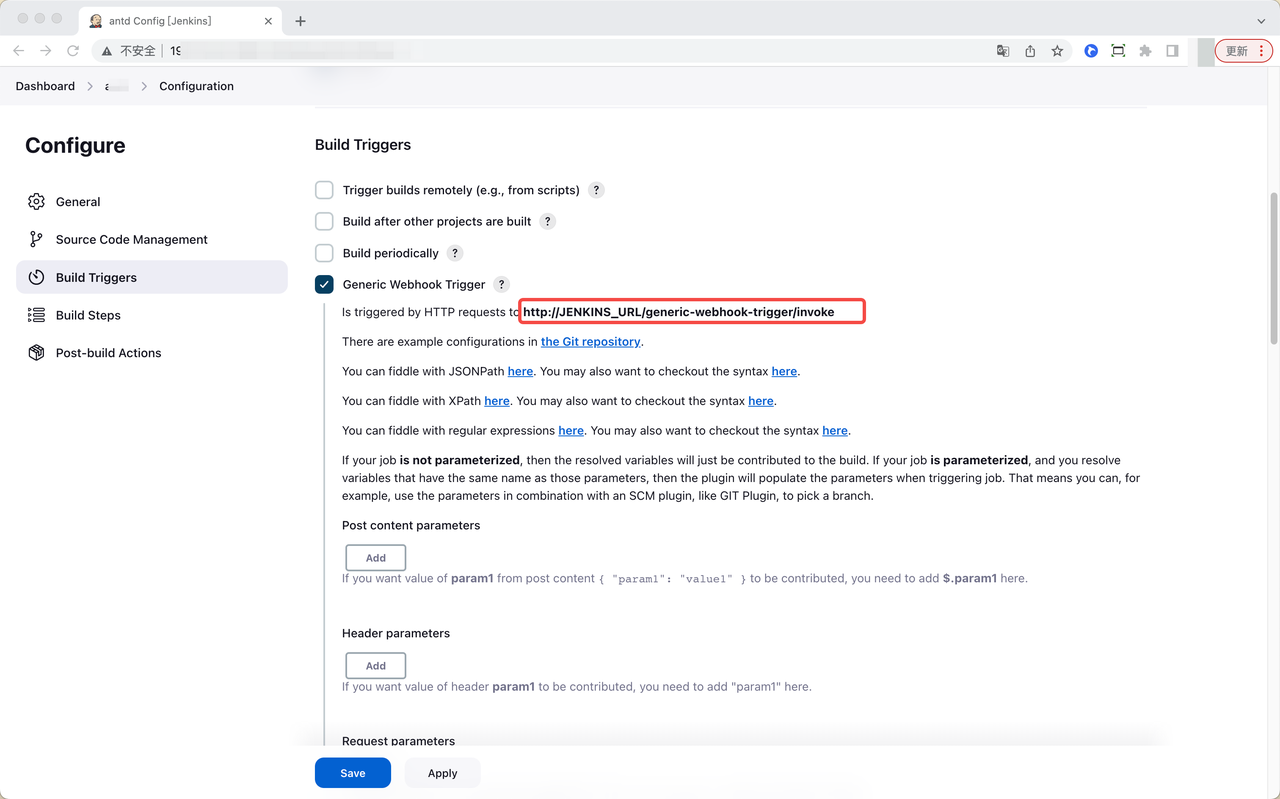 antd Config [Jenkins]
不安全 19
更新
Dashboard
Configuration
Configure
General
Source Code Management
Build Triggers
Build Steps
Post-build Actions
Build Triggers
Trigger builds remotely (e.g., from scripts) ?
Build after other projects are built ?
Build periodically ?
Generic Webhook Trigger ?
Is triggered by HTTP requests to http://JENKINS_URL/generic-webhook-trigger/invoke
There are example configurations in the Git repository.
You can fiddle with JSONPath here. You may also want to checkout the syntax here.
You can fiddle with XPath here. You may also want to checkout the syntax here.
You can fiddle with regular expressions here. You may also want to checkout the syntax here.
If your job is not parameterized, then the resolved variables will just be contributed to the build. If your job is parameterized, and you resolve
variables that have the same name as those parameters, then the plugin will populate the parameters when triggering job. That means you can, for
example, use the parameters in combination with an SCM plugin, like GIT Plugin, to pick a branch.
Post content parameters
Add
If you want value of param1 from post content { "param1": "value1" } to be contributed, you need to add $.param1 here.
Header parameters
Add
If you want value of header param1 to be contributed, you need to add "param1" here.
Request parameters
Save
Apply